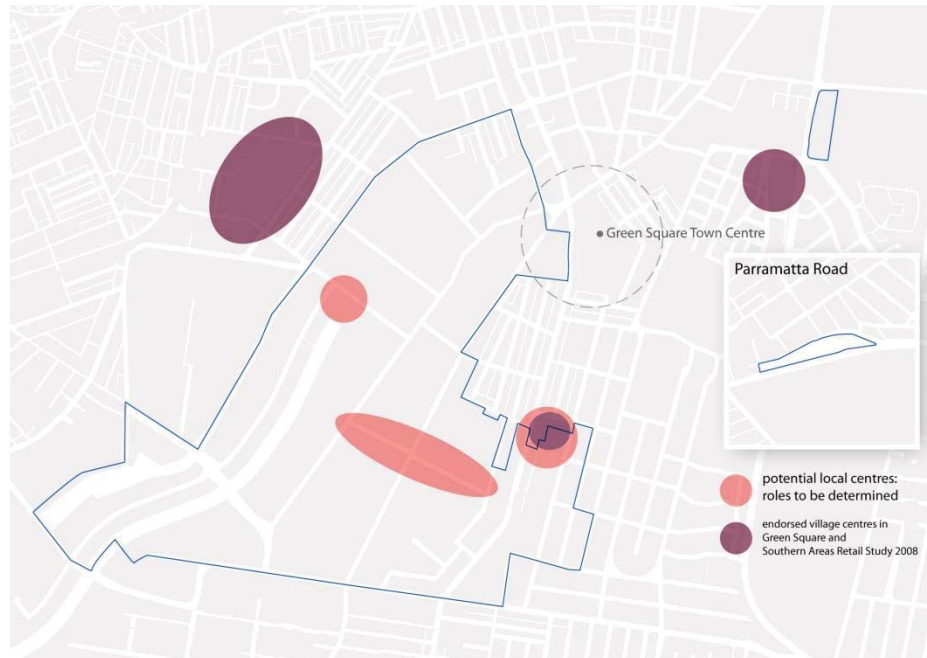 Green Square Town Centre
Parramatta Road
potential local centres:
roles to be determined
endorsed village centres in
Green Square and
Southern Areas Retail Study 2008